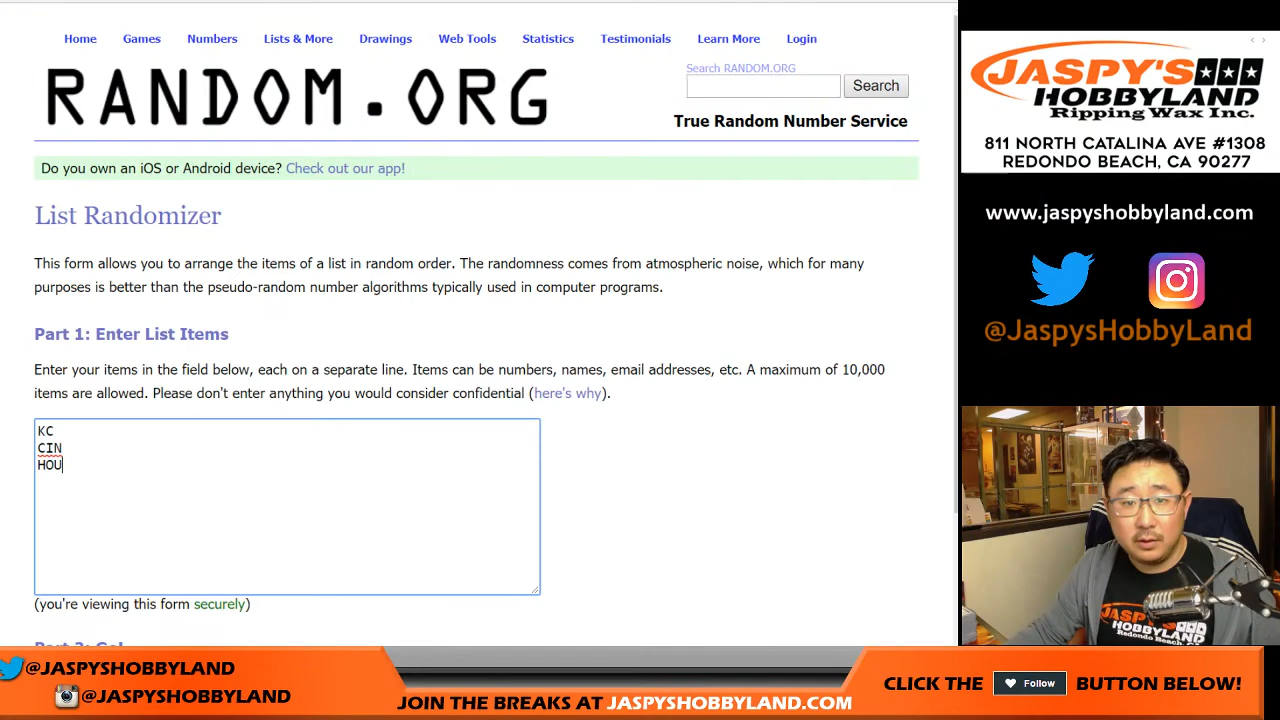 Home Games Numbers Lists & More Drawings Web Tools Statistics Testimonials Learn More Login
Search RANDOM.ORG
RANDOM.ORG
Search
True Random Number Service
Do you own an iOS or Android device? Check out our app!
List Randomizer
This form allows you to arrange the items of a list in random order. The randomness comes from atmospheric noise, which for many
purposes is better than the pseudo-random number algorithms typically used in computer programs.
Part 1: Enter List Items
Enter your items in the field below, each on a separate line. Items can be numbers, names, email addresses, etc. A maximum of 10,000
items are allowed. Please don't enter anything you would consider confidential (here's why).
KC
CIN
HOU
(you're viewing this form securely)
JASPY'S
HOBBYLAND
Ripping Wax Inc.
811 NORTH CATALINA AVE #1308
REDONDO BEACH, CA 90277
www.jaspyshobbyland.com
@JaspysHobbyLand
JASPY'S
HOBBYLAND
Redondo Beach, CA
@JASPYSHOBBYLAND
@JASPYSHOBBYLAND
JOIN THE BREAKS AT JASPYSHOBBYLAND.COM
CLICK THE Follow BUTTON BELOW!